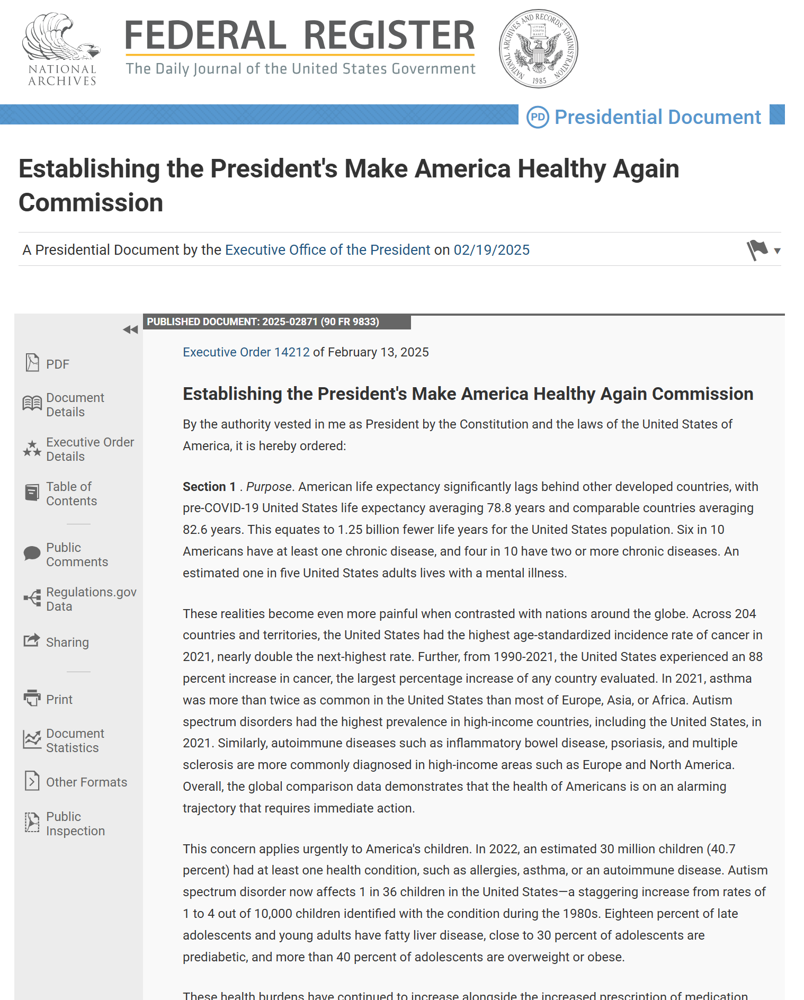 NATIONAL
ARCHIVES
FEDERAL REGISTER
The Daily Journal of the United States Government
NATIONAL ARCHIVES AND RECORDS ADMINISTRATION
LITTERA
SCRIPTA
MANET
1985
PD Presidential Document
Establishing the President's Make America Healthy Again
Commission
A Presidential Document by the Executive Office of the President on 02/19/2025
PUBLISHED DOCUMENT: 2025-02871 (90 FR 9833)
PDF
Document
Details
Executive Order
Details
Table of
Contents
Public
Comments
Regulations.gov
Data
Sharing
Print
Document
Statistics
Other Formats
Public
Inspection
Executive Order 14212 of February 13, 2025
Establishing the President's Make America Healthy Again Commission
By the authority vested in me as President by the Constitution and the laws of the United States of
America, it is hereby ordered:
Section 1 . Purpose. American life expectancy significantly lags behind other developed countries, with
pre-COVID-19 United States life expectancy averaging 78.8 years and comparable countries averaging
82.6 years. This equates to 1.25 billion fewer life years for the United States population. Six in 10
Americans have at least one chronic disease, and four in 10 have two or more chronic diseases. An
estimated one in five United States adults lives with a mental illness.
These realities become even more painful when contrasted with nations around the globe. Across 204
countries and territories, the United States had the highest age-standardized incidence rate of cancer in
2021, nearly double the next-highest rate. Further, from 1990-2021, the United States experienced an 88
percent increase in cancer, the largest percentage increase of any country evaluated. In 2021, asthma
was more than twice as common in the United States than most of Europe, Asia, or Africa. Autism
spectrum disorders had the highest prevalence in high-income countries, including the United States, in
2021. Similarly, autoimmune diseases such as inflammatory bowel disease, psoriasis, and multiple
sclerosis are more commonly diagnosed in high-income areas such as Europe and North America.
Overall, the global comparison data demonstrates that the health of Americans is on an alarming
trajectory that requires immediate action.
This concern applies urgently to America's children. In 2022, an estimated 30 million children (40.7
percent) had at least one health condition, such as allergies, asthma, or an autoimmune disease. Autism
spectrum disorder now affects 1 in 36 children in the United States—a staggering increase from rates of
1 to 4 out of 10,000 children identified with the condition during the 1980s. Eighteen percent of late
adolescents and young adults have fatty liver disease, close to 30 percent of adolescents are
prediabetic, and more than 40 percent of adolescents are overweight or obese.
These health burdens have continued to increase alongside the increased prescription of medication.